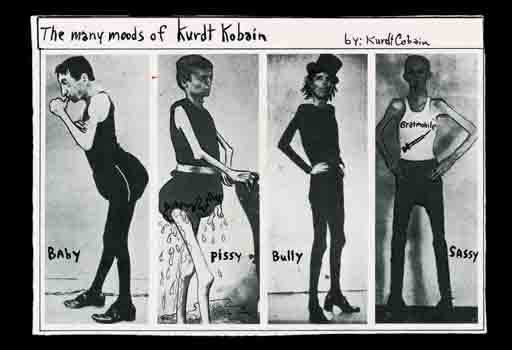 The many moods of Kurdt Kobain
by: Kurdt Cobain
BAby
pissy
Bully
SASSy
Bratmobile